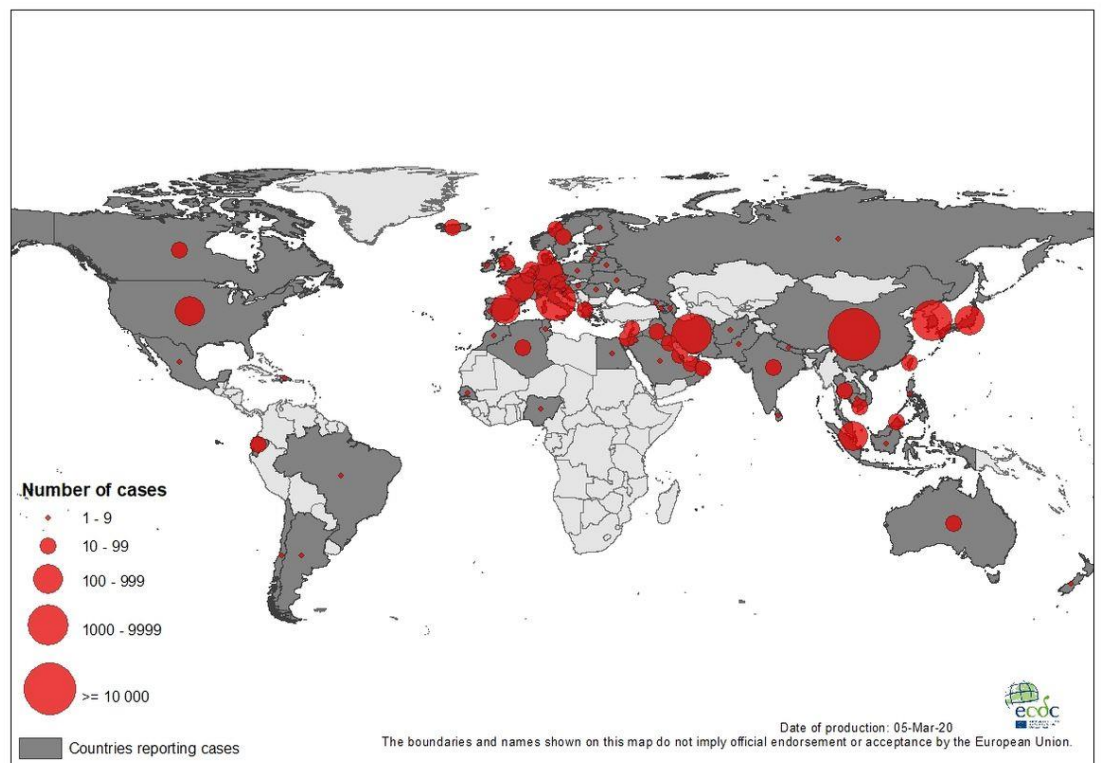 Number of cases
1 - 9
10 - 99
100 - 999
1000 - 9999
>= 10 000
Countries reporting cases
ecdc
Date of production: 05-Mar-20
The boundaries and names shown on this map do not imply official endorsement or acceptance by the European Union.